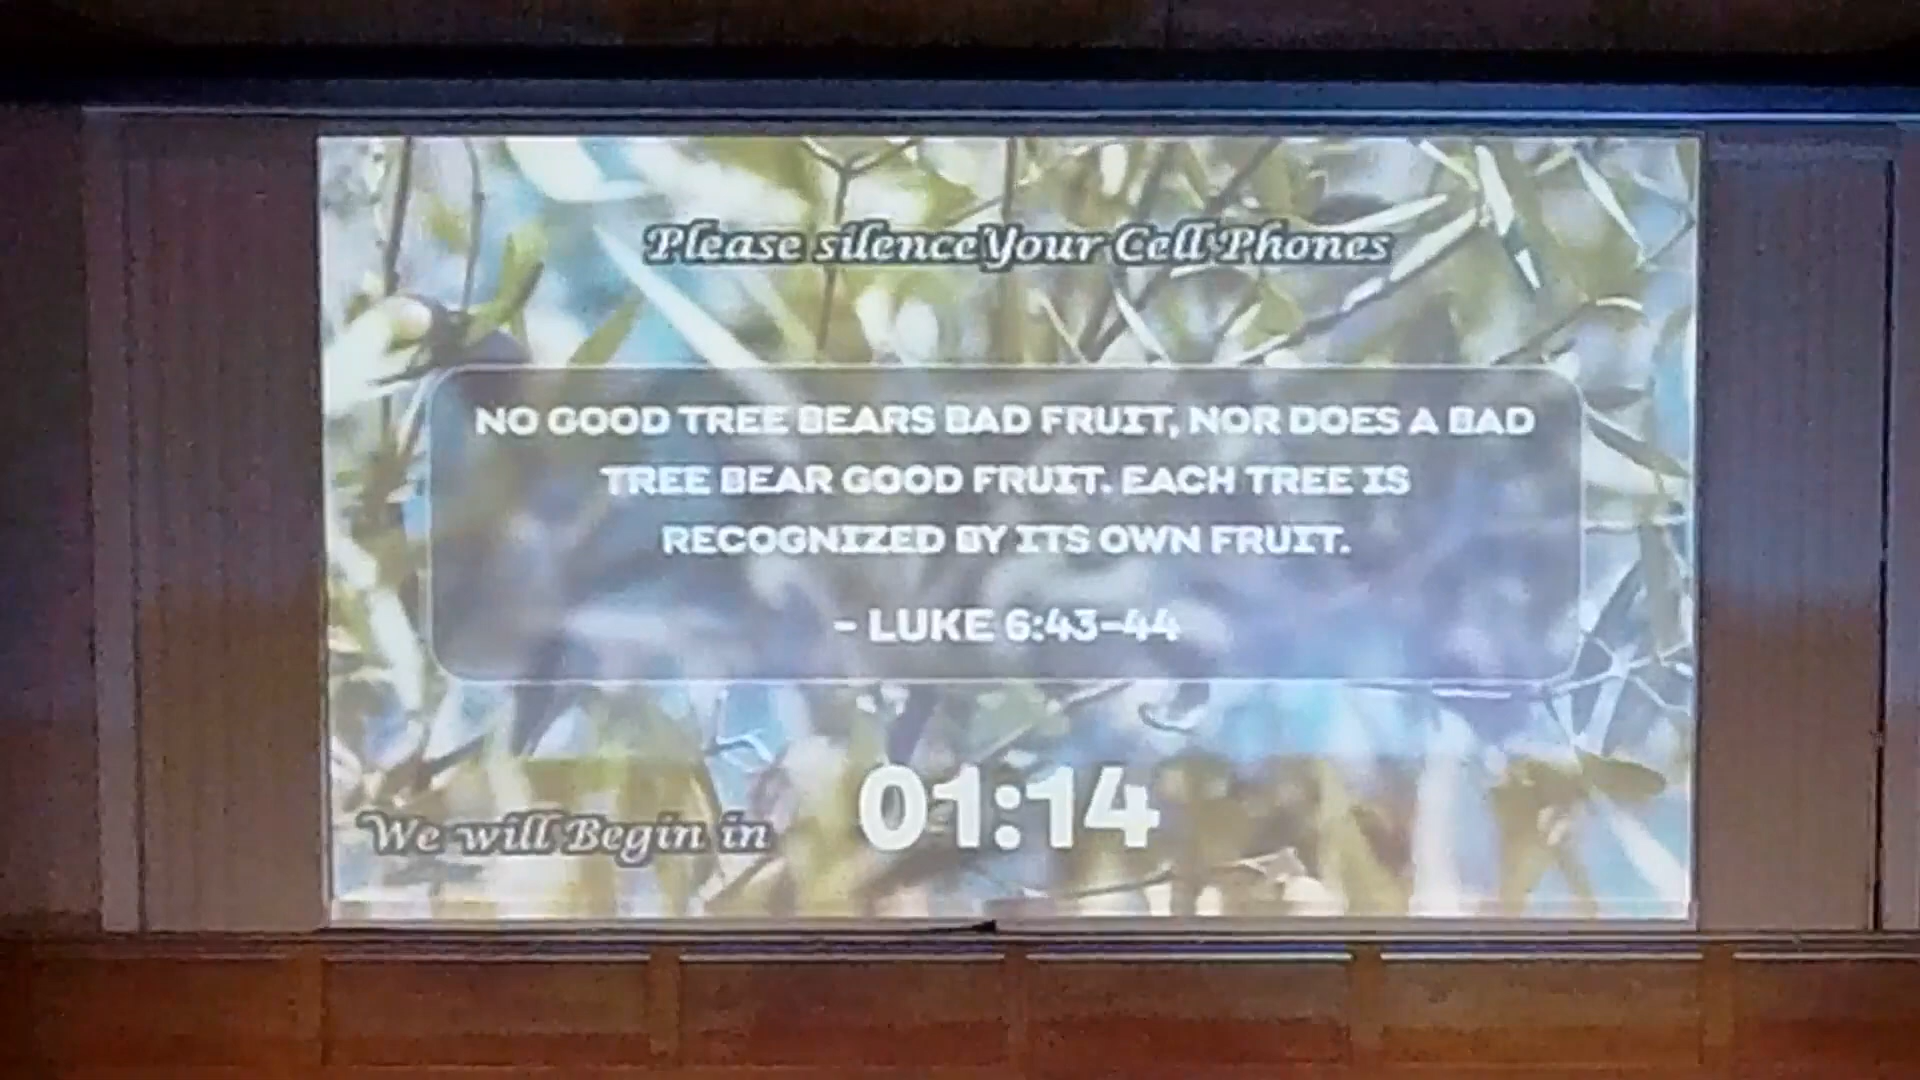 Please silence Your Cell Phones
NO GOOD TREE BEARS BAD FRUIT, NOR DOES A BAD
TREE BEAR GOOD FRUIT. EACH TREE IS
RECOGNIZED BY ITS OWN FRUIT.
- LUKE 6:43-44
We will Begin in 01:14